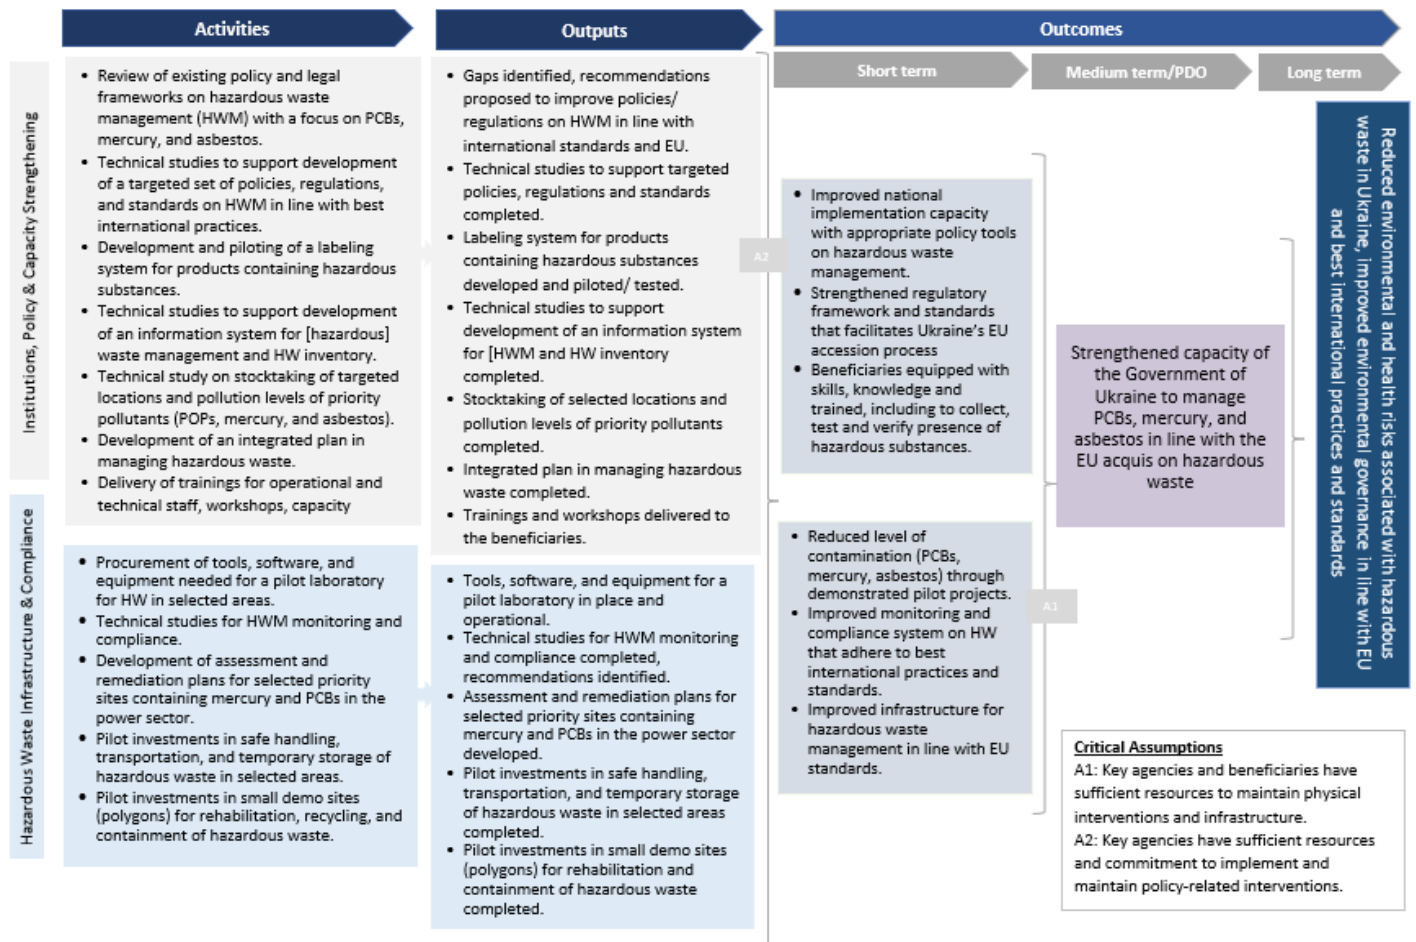 Activities
Outputs
Outcomes
Short term
Medium term/PDO
Long term
Institutions, Policy & Capacity Strengthening
• Review of existing policy and legal
frameworks on hazardous waste
management (HWM) with a focus on PCBs,
mercury, and asbestos.
• Technical studies to support development
of a targeted set of policies, regulations,
and standards on HWM in line with best
international practices.
• Development and piloting of a labeling
system for products containing hazardous
substances.
• Technical studies to support development
of an information system for [hazardous]
waste management and HW inventory.
• Technical study on stocktaking of targeted
locations and pollution levels of priority
pollutants (POPs, mercury, and asbestos).
• Development of an integrated plan in
managing hazardous waste.
• Delivery of trainings for operational and
technical staff, workshops, capacity
• Gaps identified, recommendations
proposed to improve policies/
regulations on HWM in line with
international standards and EU.
• Technical studies to support targeted
policies, regulations and standards
completed.
• Labeling system for products
containing hazardous substances
developed and piloted/ tested.
• Technical studies to support
development of an information system
for [HWM and HW inventory
completed.
• Stocktaking of selected locations and
pollution levels of priority pollutants
completed.
• Integrated plan in managing hazardous
waste completed.
• Trainings and workshops delivered to
the beneficiaries.
A2
• Improved national
implementation capacity
with appropriate policy tools
on hazardous waste
management.
• Strengthened regulatory
framework and standards
that facilitates Ukraine's EU
accession process
• Beneficiaries equipped with
skills, knowledge and
trained, including to collect,
test and verify presence of
hazardous substances.
Hazardous Waste Infrastructure & Compliance
• Procurement of tools, software, and
equipment needed for a pilot laboratory
for HW in selected areas.
• Technical studies for HWM monitoring and
compliance.
• Development of assessment and
remediation plans for selected priority
sites containing mercury and PCBs in the
power sector.
• Pilot investments in safe handling,
transportation, and temporary storage of
hazardous waste in selected areas.
• Pilot investments in small demo sites
(polygons) for rehabilitation, recycling, and
containment of hazardous waste.
• Tools, software, and equipment for a
pilot laboratory in place and
operational.
• Technical studies for HWM monitoring
and compliance completed,
recommendations identified.
• Assessment and remediation plans for
selected priority sites containing
mercury and PCBs in the power sector
developed.
• Pilot investments in safe handling,
transportation, and temporary storage
of hazardous waste in selected areas
completed.
• Pilot investments in small demo sites
(polygons) for rehabilitation and
containment of hazardous waste
completed.
• Reduced level of
contamination (PCBs,
mercury, asbestos) through
demonstrated pilot projects.
• Improved monitoring and
compliance system on HW
that adhere to best
international practices and
standards.
• Improved infrastructure for
hazardous waste
management in line with EU
standards.
A1
Strengthened capacity of
the Government of
Ukraine to manage
PCBs, mercury, and
asbestos in line with the
EU acquis on hazardous
waste
Reduced environmental and health risks associated with hazardous
waste in Ukraine, improved environmental governance in line with EU
and best international practices and standards
Critical Assumptions
A1: Key agencies and beneficiaries have
sufficient resources to maintain physical
interventions and infrastructure.
A2: Key agencies have sufficient resources
and commitment to implement and
maintain policy-related interventions.